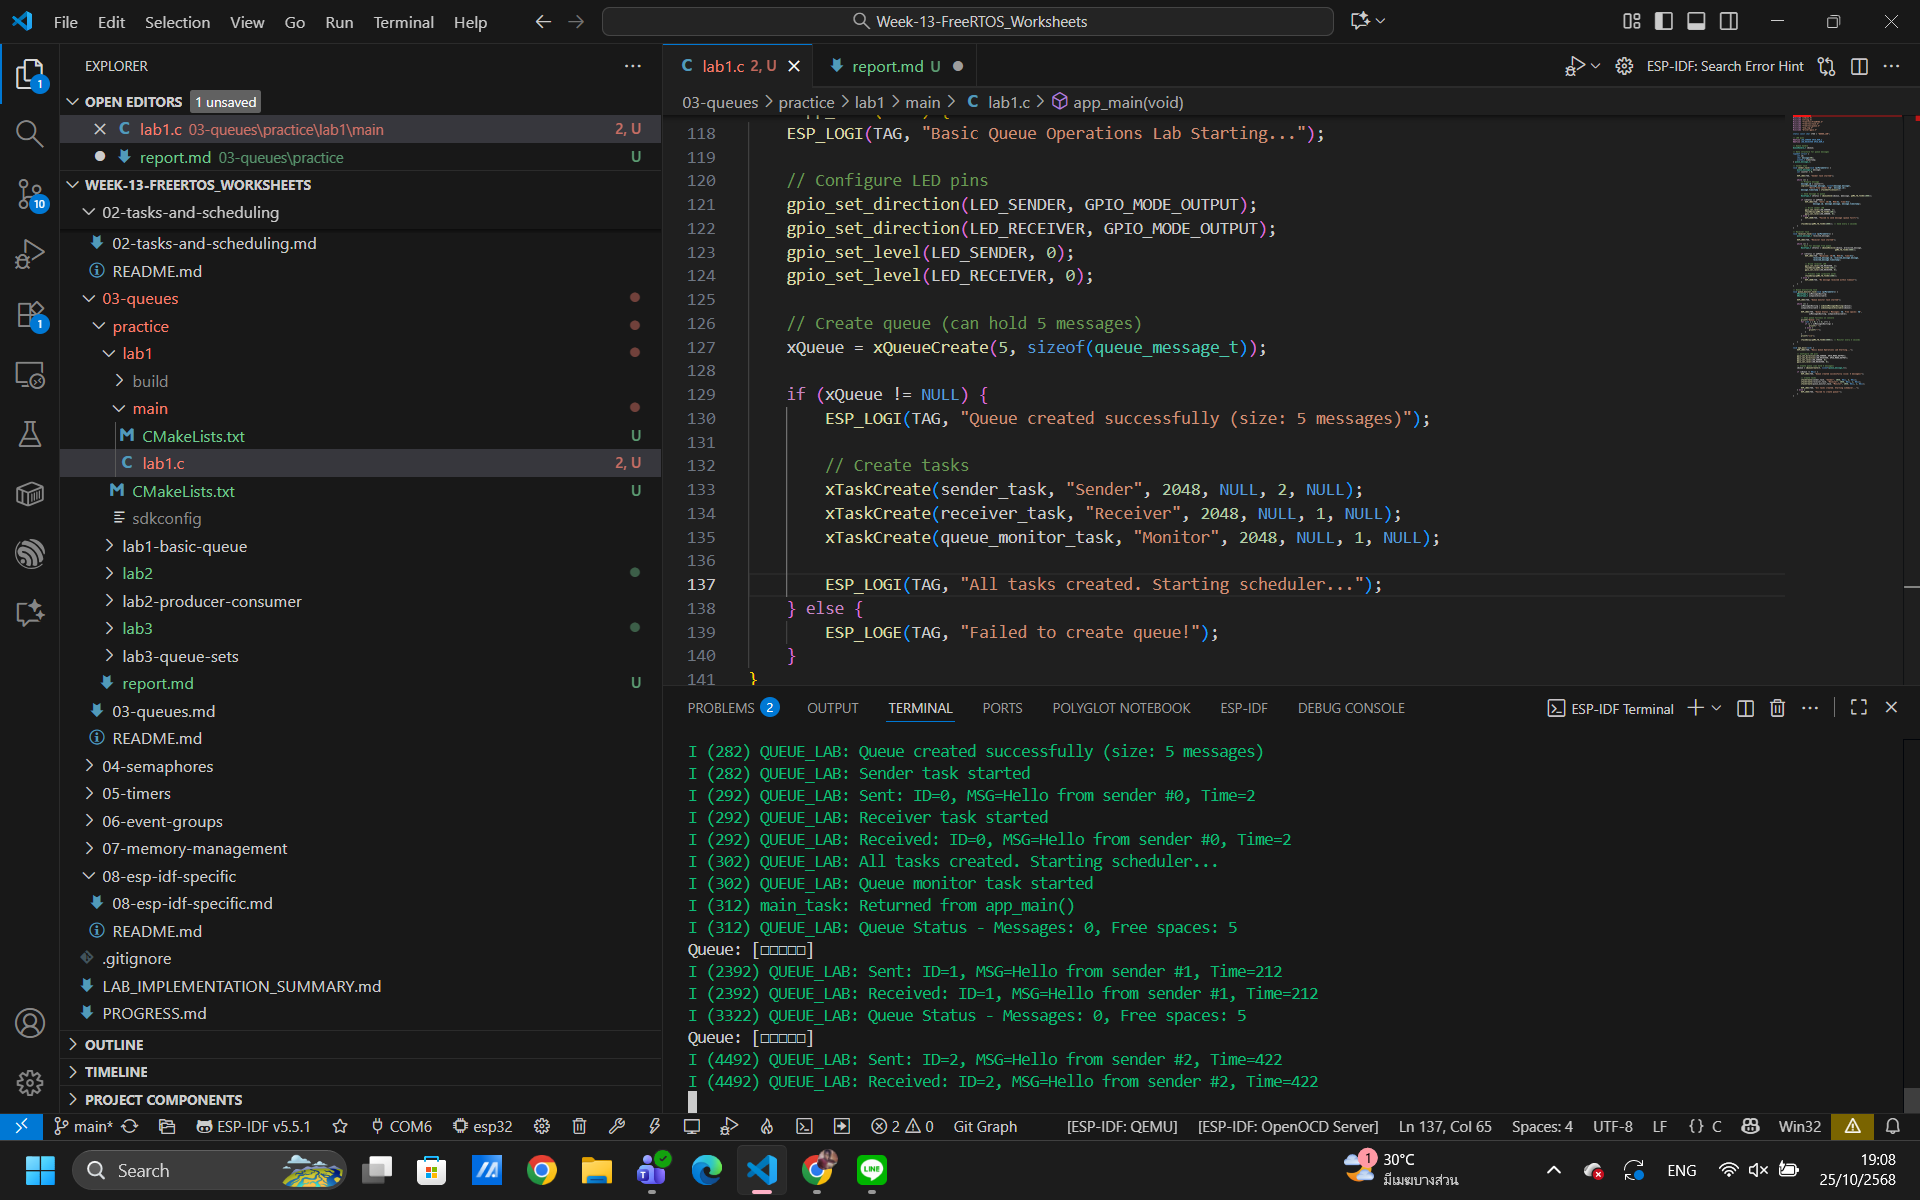 File Edit Selection View Go Run Terminal Help
Week-13-FreeRTOS_Worksheets
EXPLORER
OPEN EDITORS 1 unsaved
lab1.c 03-queues\practice\lab1\main 2, U
report.md 03-queues\practice U
WEEK-13-FREERTOS_WORKSHEETS
02-tasks-and-scheduling
02-tasks-and-scheduling.md
README.md
03-queues
practice
lab1
build
main
CMakeLists.txt U
lab1.c 2, U
CMakeLists.txt U
sdkconfig
lab1-basic-queue
lab2
lab2-producer-consumer
lab3
lab3-queue-sets
report.md U
03-queues.md
README.md
04-semaphores
05-timers
06-event-groups
07-memory-management
08-esp-idf-specific
08-esp-idf-specific.md
README.md
.gitignore
LAB_IMPLEMENTATION_SUMMARY.md
PROGRESS.md
OUTLINE
TIMELINE
PROJECT COMPONENTS
lab1.c 2, U
report.md U
ESP-IDF: Search Error Hint
03-queues > practice > lab1 > main > C lab1.c > app_main(void)
118 ESP_LOGI(TAG, "Basic Queue Operations Lab Starting...");
119
120 // Configure LED pins
121 gpio_set_direction(LED_SENDER, GPIO_MODE_OUTPUT);
122 gpio_set_direction(LED_RECEIVER, GPIO_MODE_OUTPUT);
123 gpio_set_level(LED_SENDER, 0);
124 gpio_set_level(LED_RECEIVER, 0);
125
126 // Create queue (can hold 5 messages)
127 xQueue = xQueueCreate(5, sizeof(queue_message_t));
128
129 if (xQueue != NULL) {
130 ESP_LOGI(TAG, "Queue created successfully (size: 5 messages)");
131
132 // Create tasks
133 xTaskCreate(sender_task, "Sender", 2048, NULL, 2, NULL);
134 xTaskCreate(receiver_task, "Receiver", 2048, NULL, 1, NULL);
135 xTaskCreate(queue_monitor_task, "Monitor", 2048, NULL, 1, NULL);
136
137 ESP_LOGI(TAG, "All tasks created. Starting scheduler...");
138 } else {
139 ESP_LOGE(TAG, "Failed to create queue!");
140 }
141 }
PROBLEMS 2 OUTPUT TERMINAL PORTS POLYGLOT NOTEBOOK ESP-IDF DEBUG CONSOLE
ESP-IDF Terminal
I (282) QUEUE_LAB: Queue created successfully (size: 5 messages)
I (282) QUEUE_LAB: Sender task started
I (292) QUEUE_LAB: Sent: ID=0, MSG=Hello from sender #0, Time=2
I (292) QUEUE_LAB: Receiver task started
I (292) QUEUE_LAB: Received: ID=0, MSG=Hello from sender #0, Time=2
I (302) QUEUE_LAB: All tasks created. Starting scheduler...
I (302) QUEUE_LAB: Queue monitor task started
I (312) main_task: Returned from app_main()
I (312) QUEUE_LAB: Queue Status - Messages: 0, Free spaces: 5
Queue: [□□□□□]
I (2392) QUEUE_LAB: Sent: ID=1, MSG=Hello from sender #1, Time=212
I (2392) QUEUE_LAB: Received: ID=1, MSG=Hello from sender #1, Time=212
I (3322) QUEUE_LAB: Queue Status - Messages: 0, Free spaces: 5
Queue: [□□□□□]
I (4492) QUEUE_LAB: Sent: ID=2, MSG=Hello from sender #2, Time=422
I (4492) QUEUE_LAB: Received: ID=2, MSG=Hello from sender #2, Time=422
main* ESP-IDF v5.5.1 COM6 esp32 2 0 Git Graph [ESP-IDF: QEMU] [ESP-IDF: OpenOCD Server] Ln 137, Col 65 Spaces: 4 UTF-8 LF {} C Win32
Search
30°C
มีเมฆบางส่วน
ENG
19:08
25/10/2568